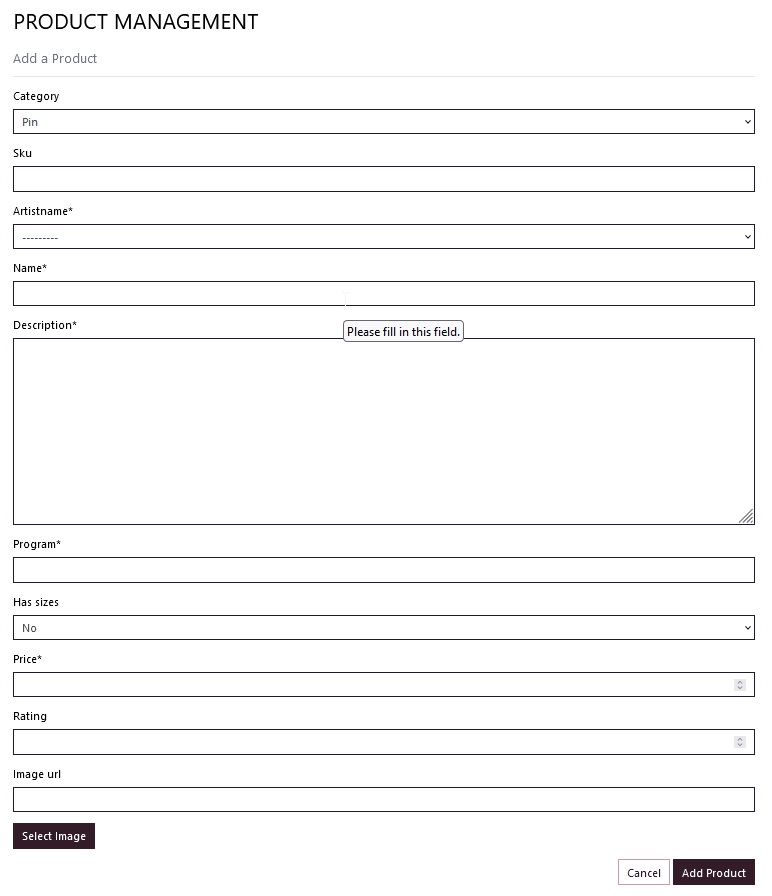 PRODUCT MANAGEMENT
Add a Product
Category
Pin
Sku
Artistname*
---------
Name*
Please fill in this field.
Description*
Program*
Has sizes
No
Price*
Rating
Image url
Select Image
Cancel Add Product